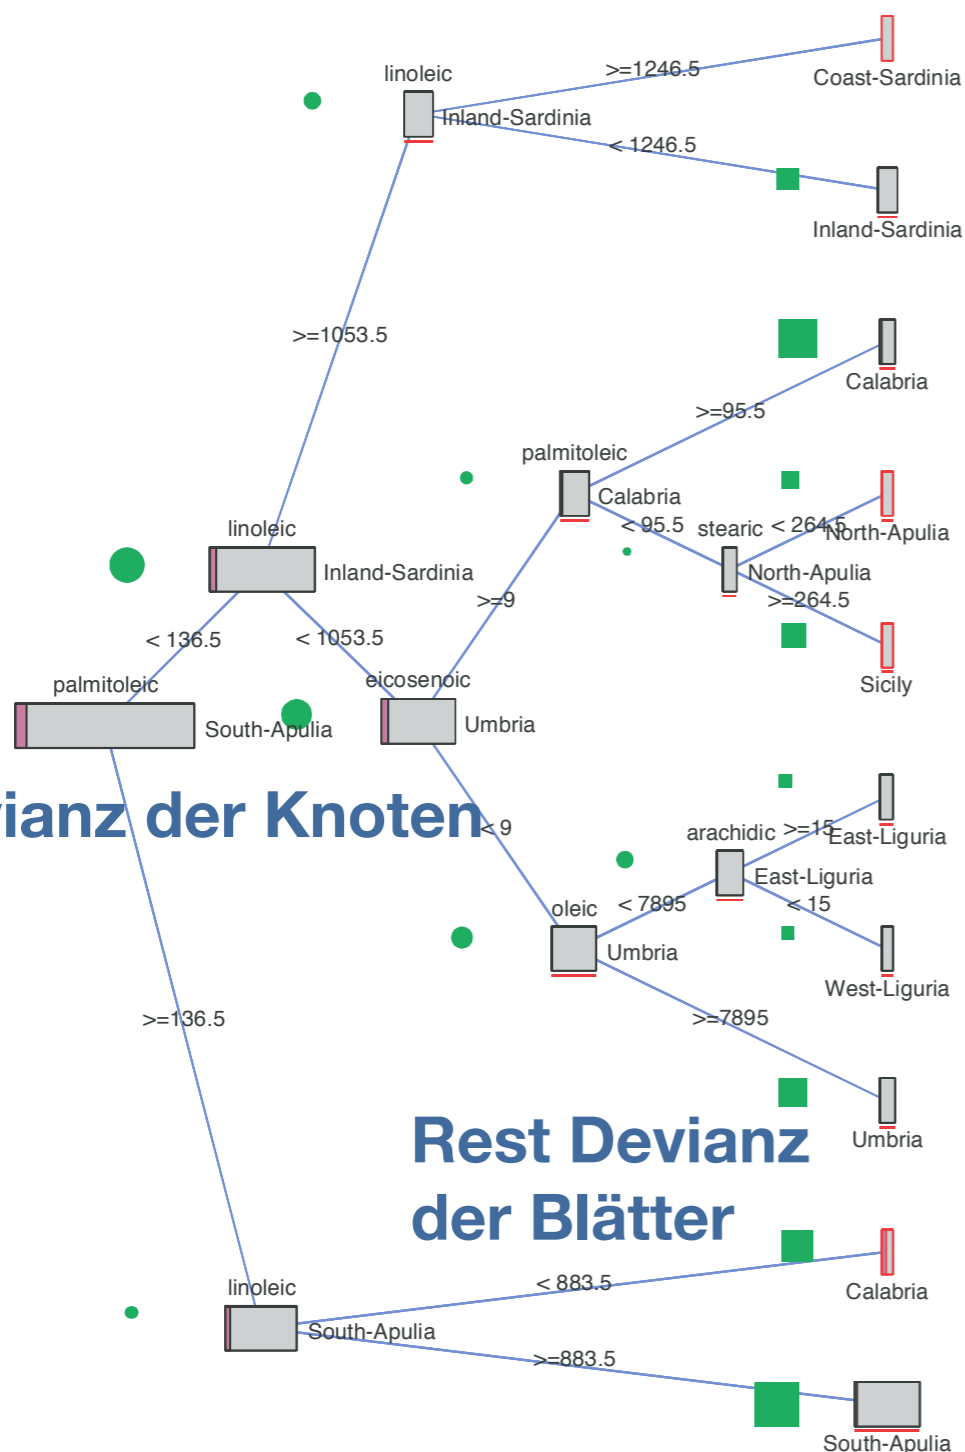 linoleic
>=1246.5
Coast-Sardinia
Inland-Sardinia
< 1246.5
Inland-Sardinia
>=1053.5
Calabria
>=95.5
palmitoleic
Calabria
< 95.5
stearic
< 264.5
North-Apulia
linoleic
Inland-Sardinia
North-Apulia
>=9
>=264.5
< 136.5
< 1053.5
Sicily
palmitoleic
eicosenoic
South-Apulia
Umbria
vianz der Knoten
< 9
arachidic
>=15
East-Liguria
East-Liguria
oleic
< 7895
< 15
Umbria
West-Liguria
>=136.5
>=7895
Rest Devianz
Umbria
der Blätter
linoleic
< 883.5
Calabria
South-Apulia
>=883.5
South-Apulia